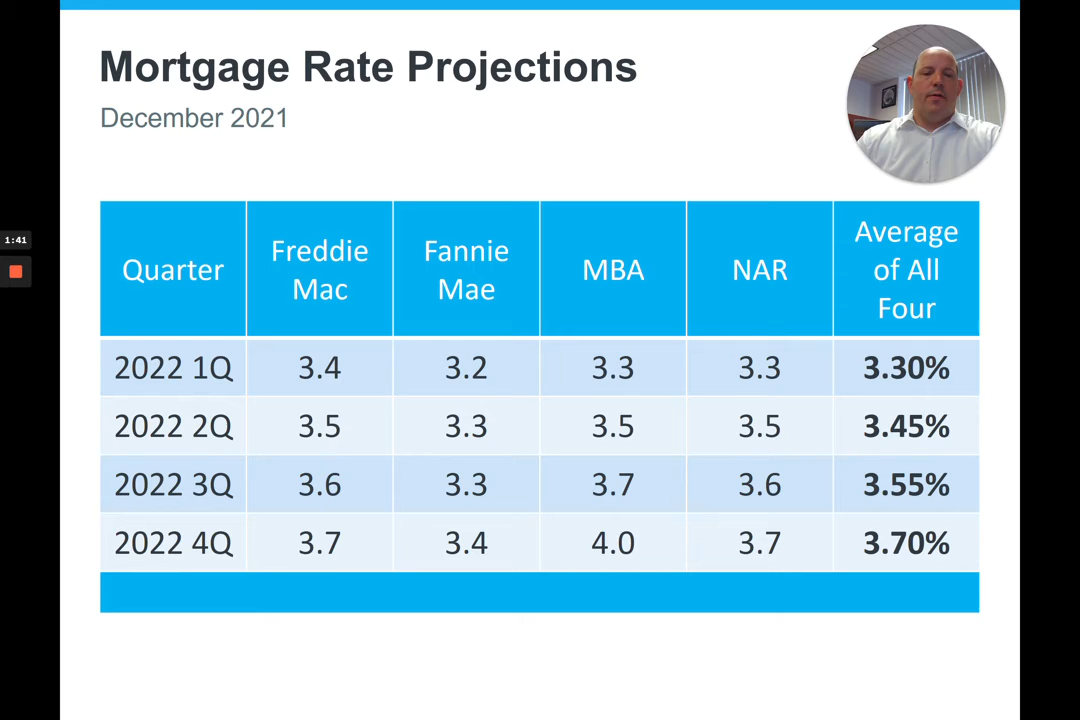 Mortgage Rate Projections
December 2021
1:41
Quarter Freddie Mac Fannie Mae MBA NAR Average of All Four
2022 1Q 3.4 3.2 3.3 3.3 3.30%
2022 2Q 3.5 3.3 3.5 3.5 3.45%
2022 3Q 3.6 3.3 3.7 3.6 3.55%
2022 4Q 3.7 3.4 4.0 3.7 3.70%